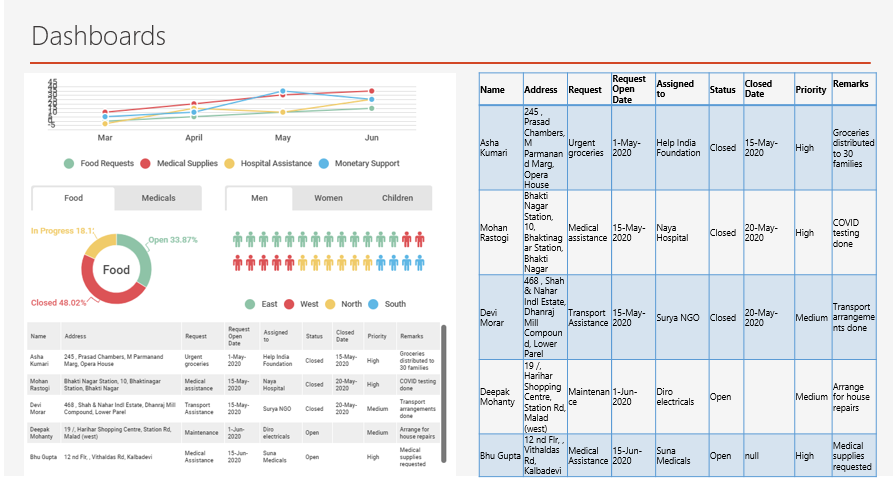 Dashboards
45
-5
Mar April May Jun
Food Requests Medical Supplies Hospital Assistance Monetary Support
Food Medicals
Men Women Children
In Progress 18.1
Open 33.87%
Food
Closed 48.02%
East West North South
Name Address Request Request Open Date Assigned to Status Closed Date Priority Remarks
Asha Kumari 245 , Prasad Chambers, M Parmanand Marg, Opera House Urgent groceries 1-May-2020 Help India Foundation Closed 15-May-2020 High Groceries distributed to 30 families
Mohan Rastogi Bhakti Nagar Station, 10, Bhaktinagar Station, Bhakti Nagar Medical assistance 15-May-2020 Naya Hospital Closed 20-May-2020 High COVID testing done
Devi Morar 468 , Shah & Nahar Indl Estate, Dhanraj Mill Compound, Lower Parel Transport Assistance 15-May-2020 Surya NGO Closed 20-May-2020 Medium Transport arrangements done
Deepak Mohanty 19 /, Harihar Shopping Centre, Station Rd, Malad (west) Maintenance 1-Jun-2020 Diro electricals Open Medium Arrange for house repairs
Bhu Gupta 12 nd Flr, , Vithaldas Rd, Kalbadevi Medical Assistance 15-Jun-2020 Suna Medicals Open High Medical supplies requested
Name Address Request Request Open Date Assigned to Status Closed Date Priority Remarks
Asha Kumari 245 , Prasad Chambers, M Parmanand Marg, Opera House Urgent groceries 1-May-2020 Help India Foundation Closed 15-May-2020 High Groceries distributed to 30 families
Mohan Rastogi Bhakti Nagar Station, 10, Bhaktinagar Station, Bhakti Nagar Medical assistance 15-May-2020 Naya Hospital Closed 20-May-2020 High COVID testing done
Devi Morar 468 , Shah & Nahar Indl Estate, Dhanraj Mill Compound, Lower Parel Transport Assistance 15-May-2020 Surya NGO Closed 20-May-2020 Medium Transport arrangements done
Deepak Mohanty 19 /, Harihar Shopping Centre, Station Rd, Malad (west) Maintenance 1-Jun-2020 Diro electricals Open Medium Arrange for house repairs
Bhu Gupta 12 nd Flr, , Vithaldas Rd, Kalbadevi Medical Assistance 15-Jun-2020 Suna Medicals Open null High Medical supplies requested